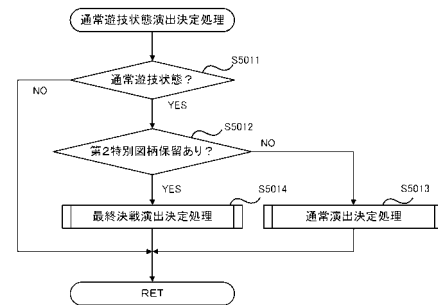 通常遊技状態演出決定処理
S5011
通常遊技状態？
NO
YES
S5012
第2特別図柄保留あり？
NO
YES
S5014
S5013
最終決戦演出決定処理
通常演出決定処理
RET